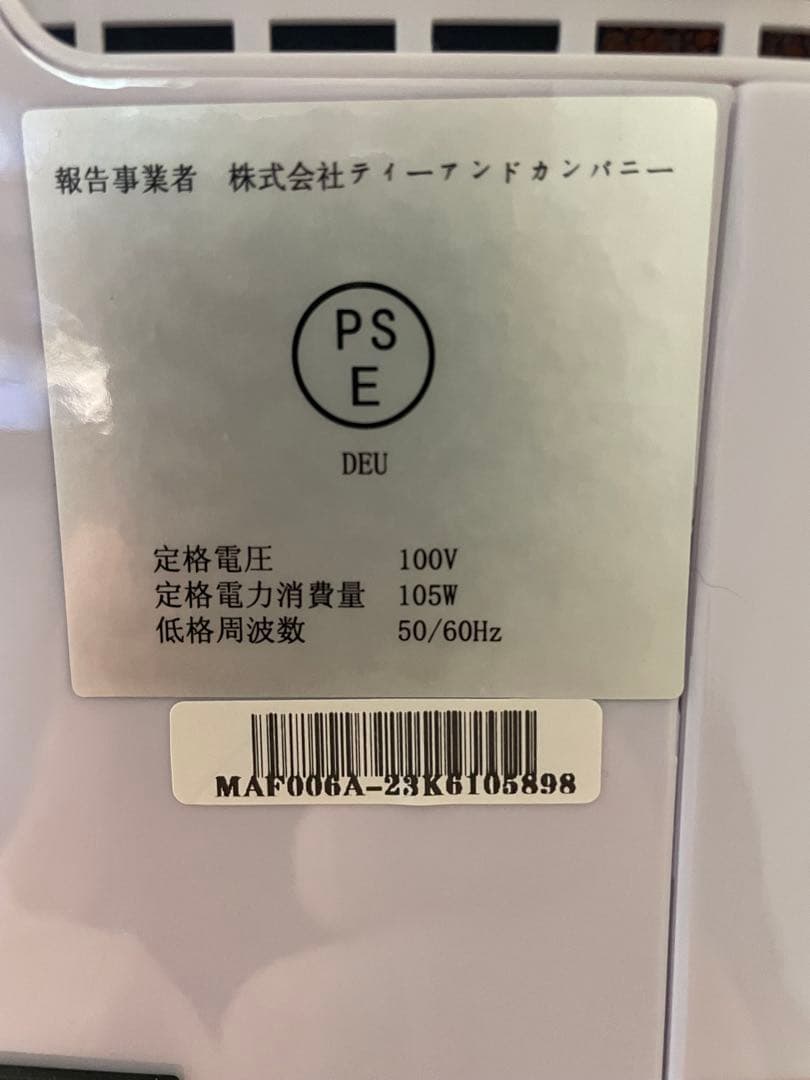 報告事業者　株式会社ティーアンドカンパニー
PS
E
DEU
定格電圧　100V
定格電力消費量　105W
低格周波数　50/60Hz
MAF006A-23K6105898